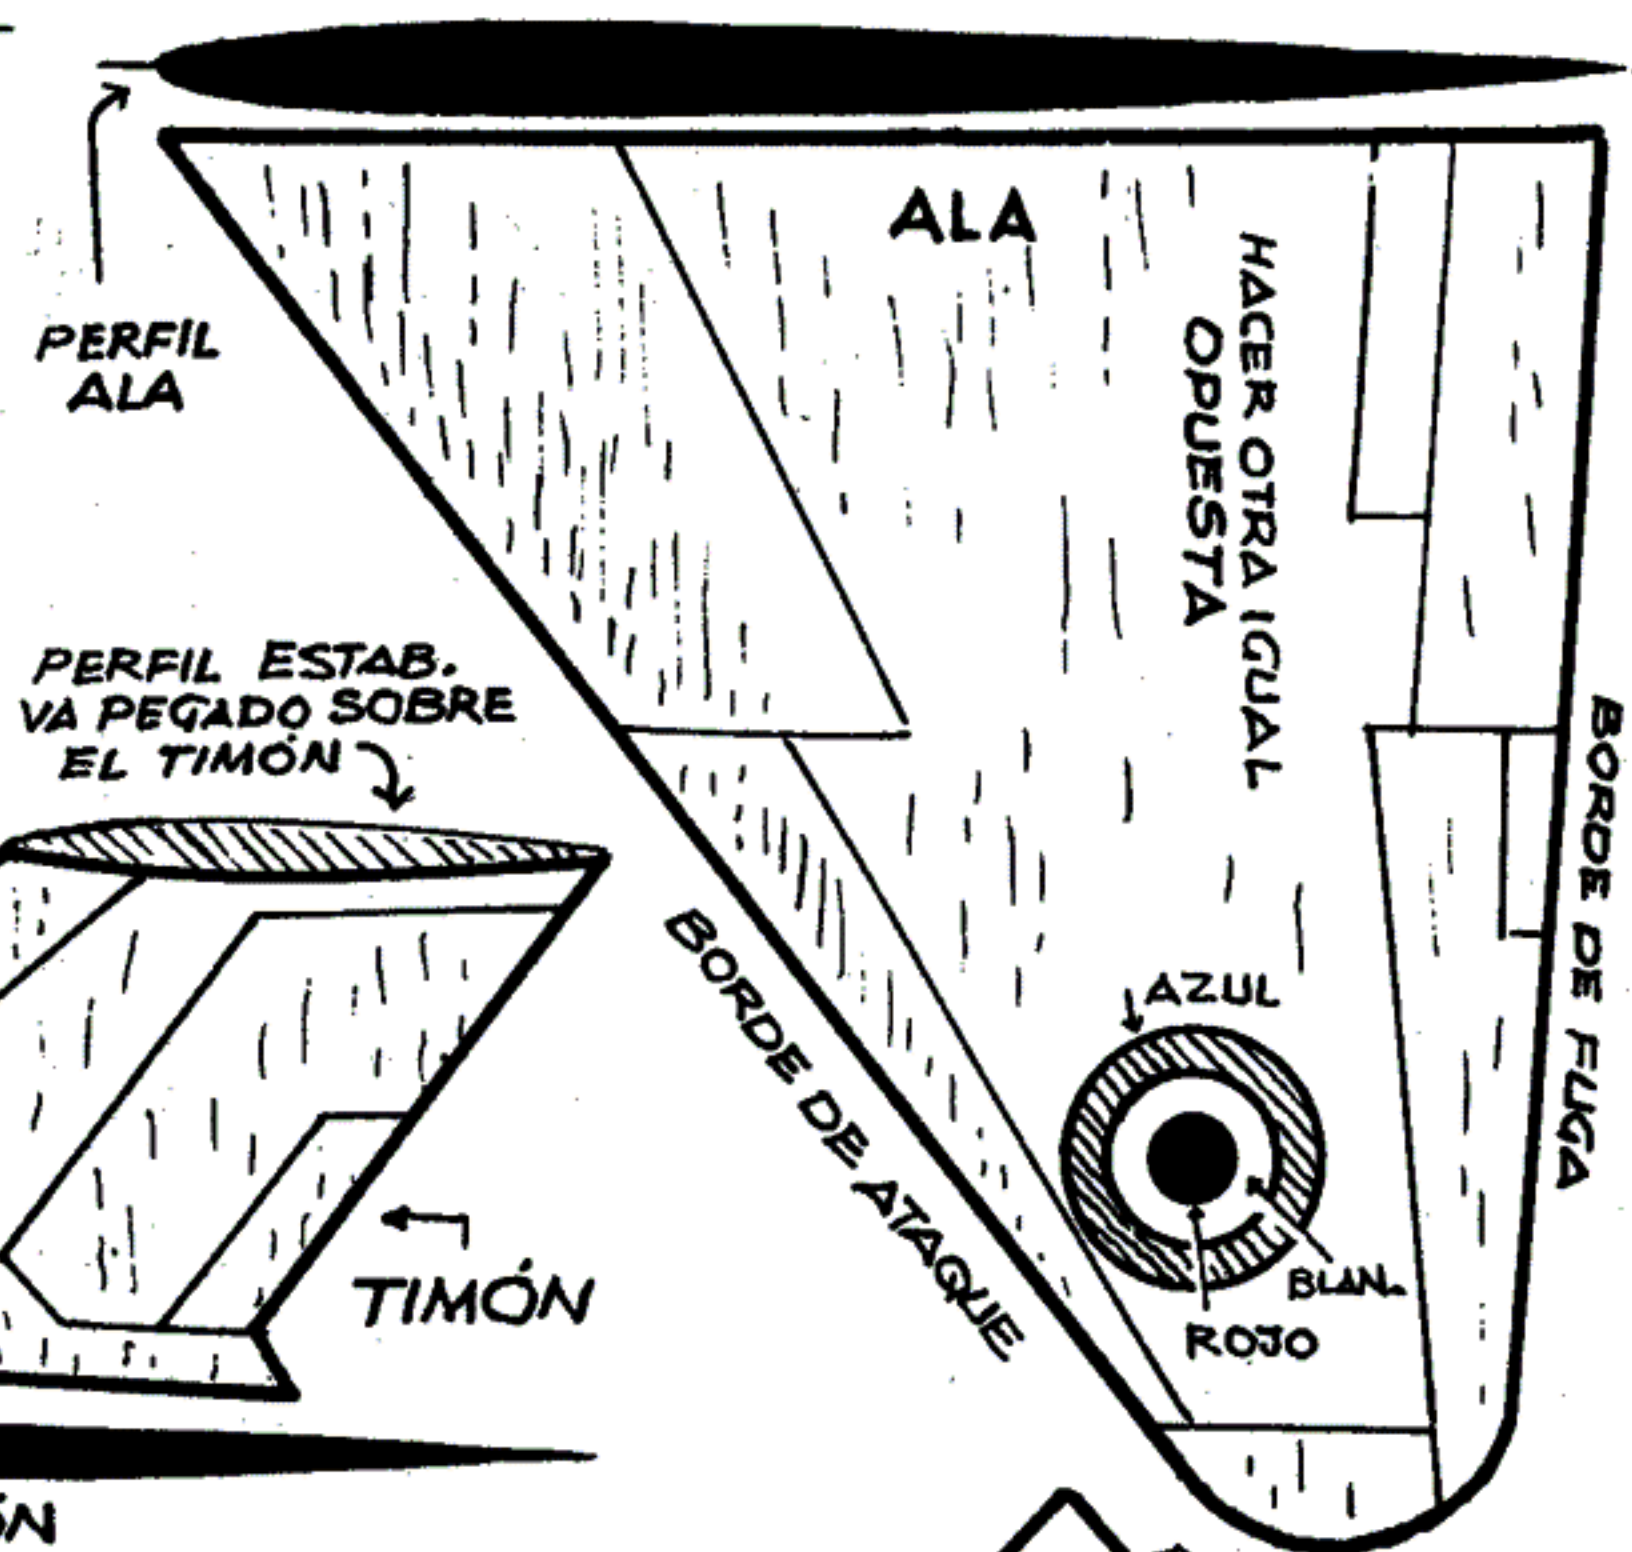 ALA
HACER OTRA IGUAL
OPUESTA
PERFIL
ALA
PERFIL ESTAB.
VA PEGADO SOBRE
EL TIMÓN
BORDE DE FUGA
BORDE DE ATAQUE
AZUL
BLAN.
ROJO
TIMÓN
ÓN